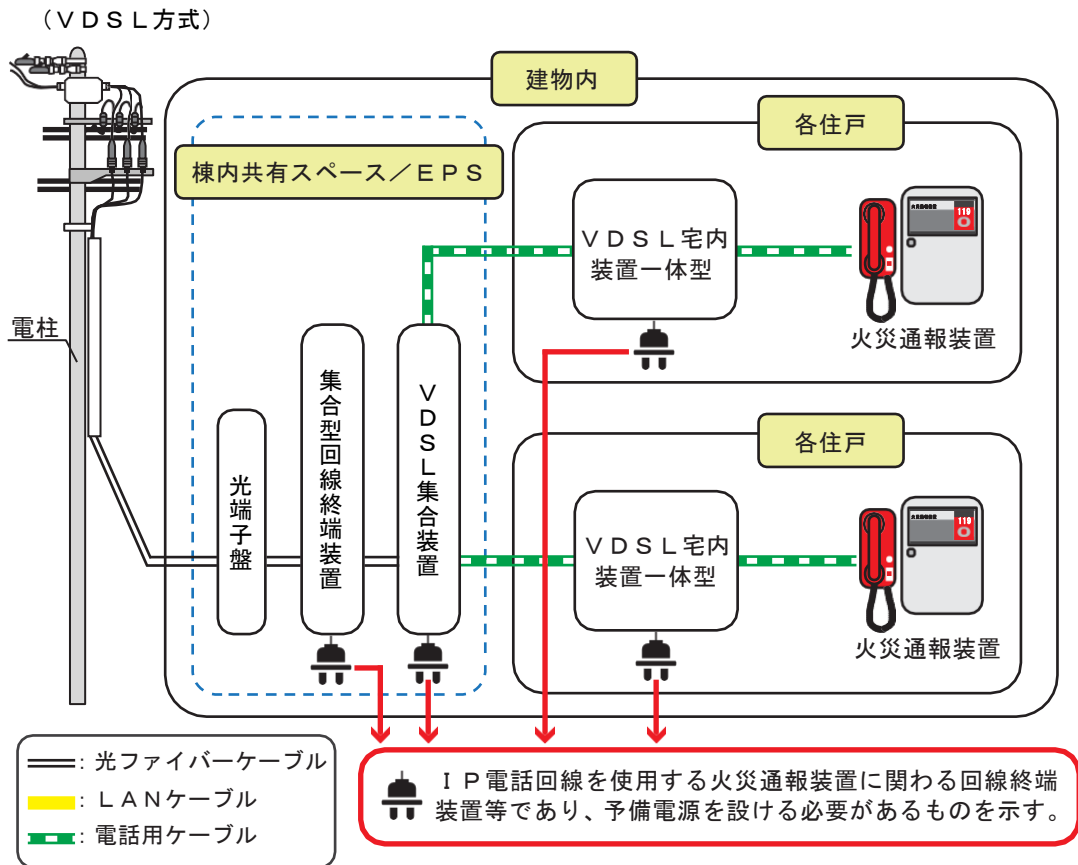 （ＶＤＳＬ方式）
建物内
各住戸
棟内共有スペース／ＥＰＳ
ＶＤＳＬ宅内
装置一体型
119
火災通報装置
電柱
光端子盤
集合型回線終端装置
ＶＤＳＬ集合装置
各住戸
ＶＤＳＬ宅内
装置一体型
119
火災通報装置
：光ファイバーケーブル
：ＬＡＮケーブル
：電話用ケーブル
ＩＰ電話回線を使用する火災通報装置に関わる回線終端
装置等であり、予備電源を設ける必要があるものを示す。